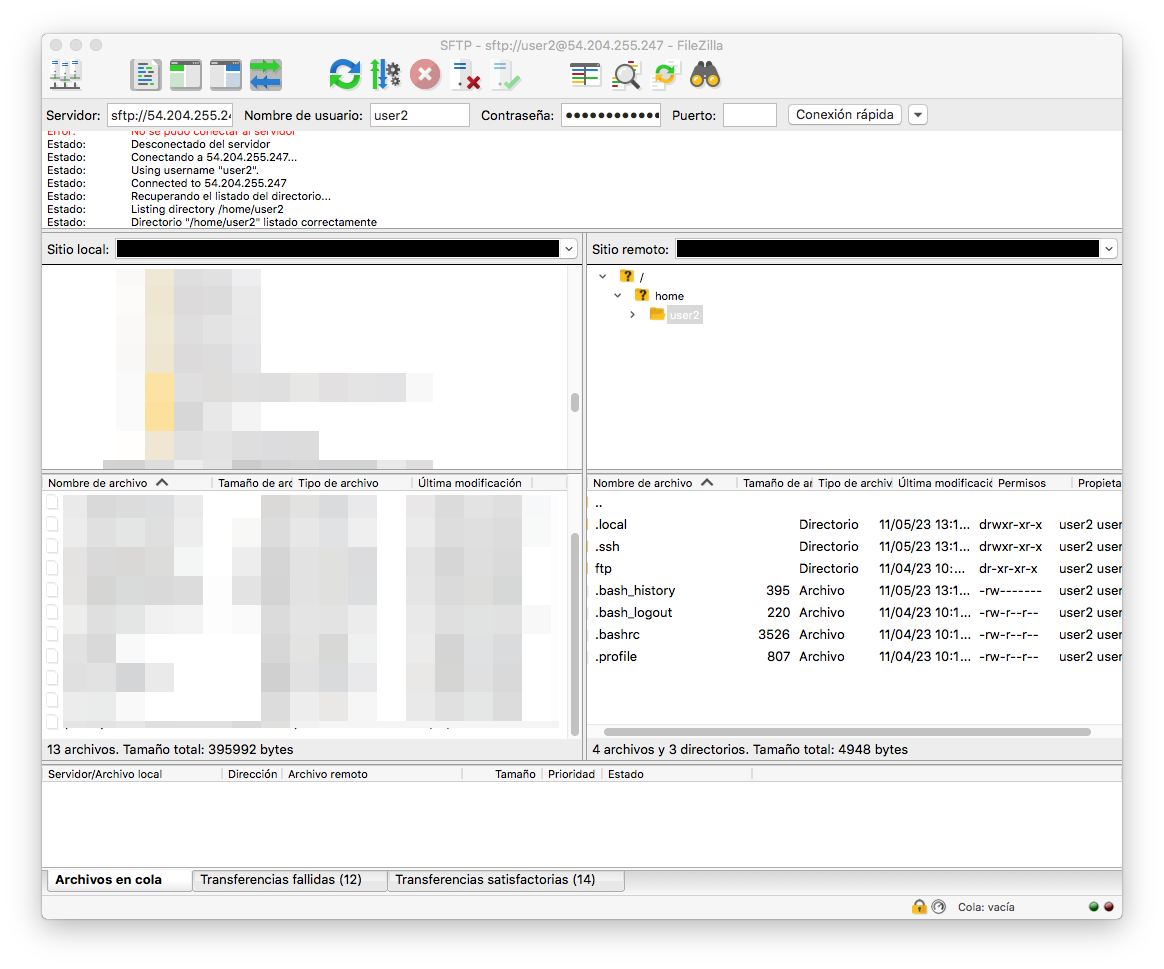 SFTP - sftp://user2@54.204.255.247 - FileZilla
Servidor: sftp://54.204.255.24 Nombre de usuario: user2 Contraseña: ●●●●●●●●●●●● Puerto: Conexión rápida
Error: No se pudo conectar al servidor
Estado: Desconectado del servidor
Estado: Conectando a 54.204.255.247...
Estado: Using username "user2".
Estado: Connected to 54.204.255.247
Estado: Recuperando el listado del directorio...
Estado: Listing directory /home/user2
Estado: Directorio "/home/user2" listado correctamente
Sitio local:
Sitio remoto:
/
home
user2
Nombre de archivo Tamaño de arc Tipo de archivo Última modificación
Nombre de archivo Tamaño de ar Tipo de archiv Última modificació Permisos Propieta
..
.local Directorio 11/05/23 13:1... drwxr-xr-x user2 user
.ssh Directorio 11/05/23 13:1... drwxr-xr-x user2 user
ftp Directorio 11/04/23 10:... dr-xr-xr-x user2 user
.bash_history 395 Archivo 11/05/23 13:1... -rw------- user2 user
.bash_logout 220 Archivo 11/04/23 10:1... -rw-r--r-- user2 user
.bashrc 3526 Archivo 11/04/23 10:1... -rw-r--r-- user2 user
.profile 807 Archivo 11/04/23 10:1... -rw-r--r-- user2 user
13 archivos. Tamaño total: 395992 bytes
4 archivos y 3 directorios. Tamaño total: 4948 bytes
Servidor/Archivo local Dirección Archivo remoto Tamaño Prioridad Estado
Archivos en cola Transferencias fallidas (12) Transferencias satisfactorias (14)
Cola: vacía